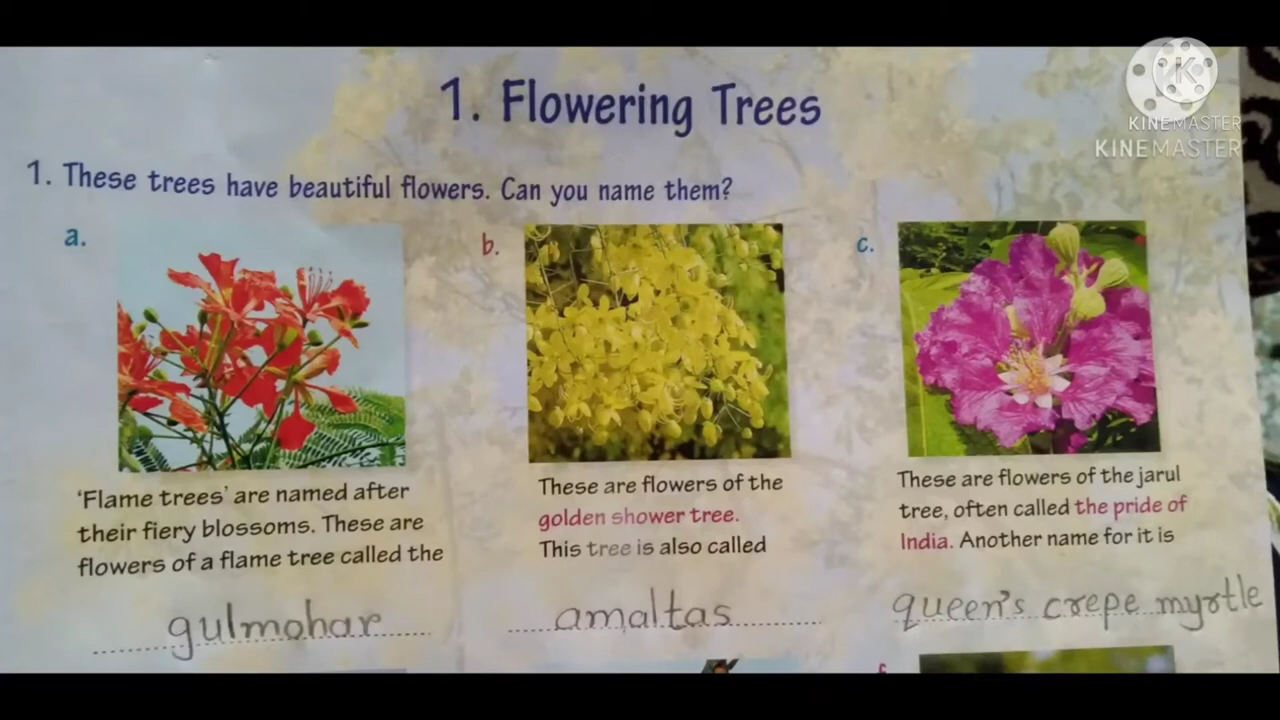 KINEMASTER
KINEMASTER
1. Flowering Trees
1. These trees have beautiful flowers. Can you name them?
a.
'Flame trees' are named after
their fiery blossoms. These are
flowers of a flame tree called the
gulmohar
b.
These are flowers of the
golden shower tree.
This tree is also called
amaltas
c.
These are flowers of the jarul
tree, often called the pride of
India. Another name for it is
queen's crepe myrtle